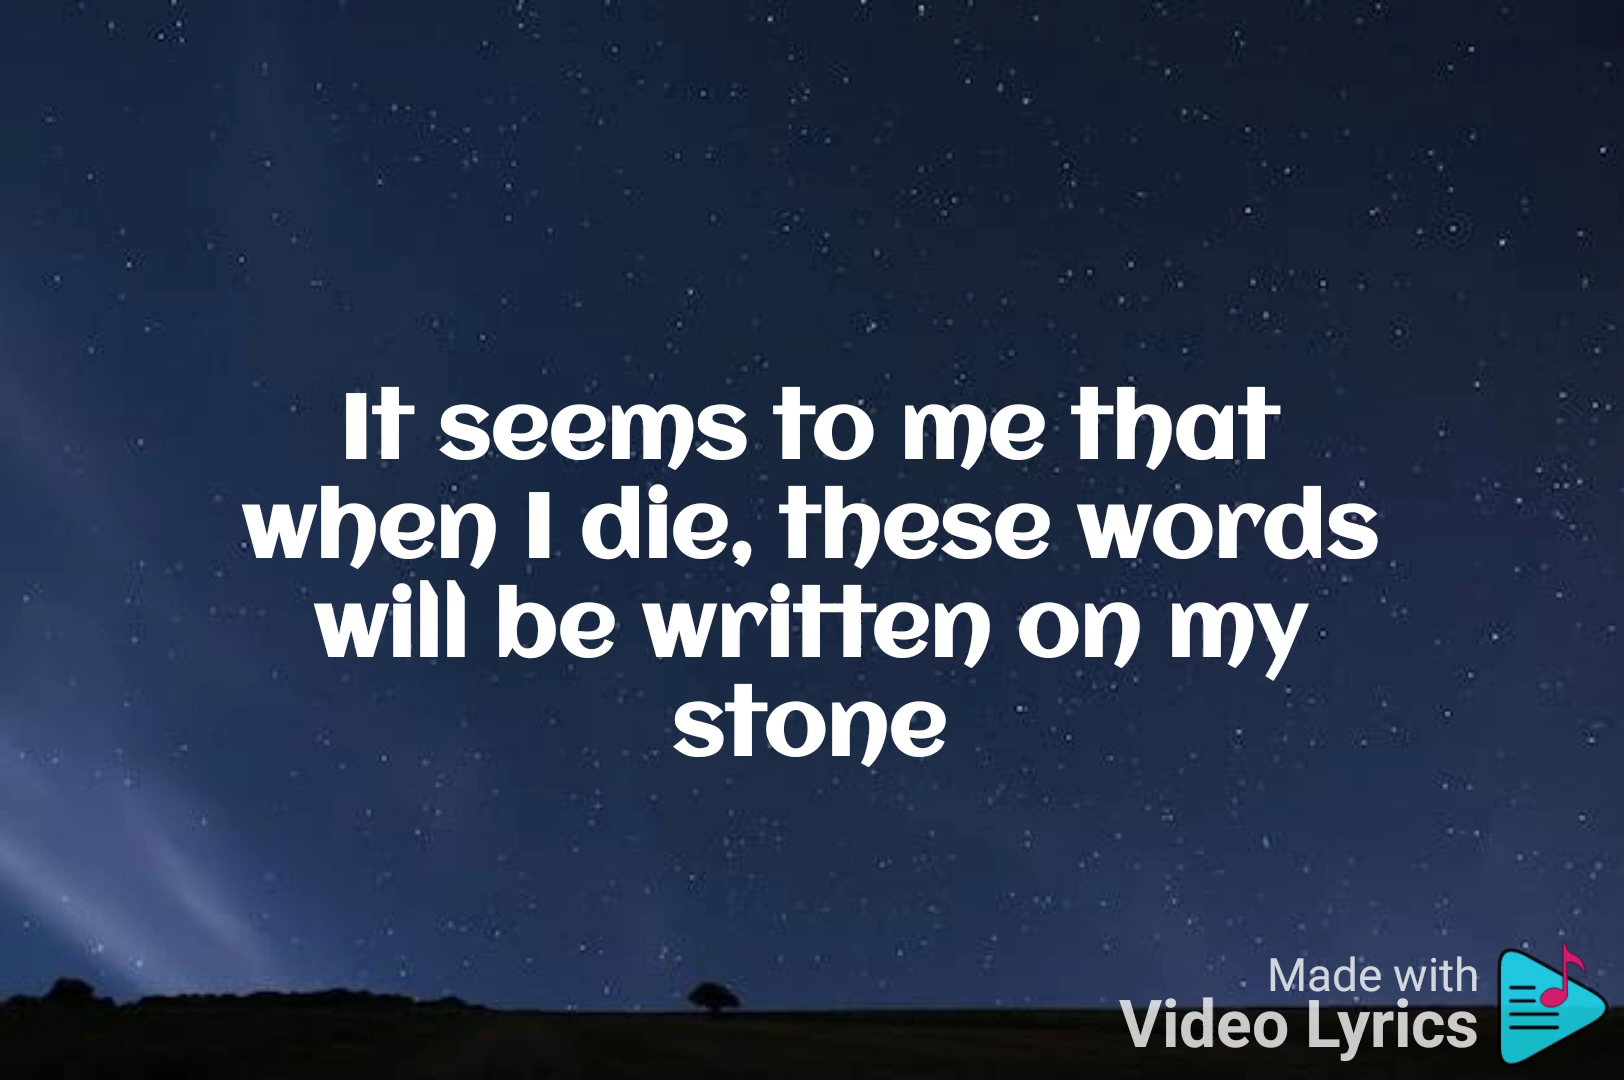 It seems to me that
when I die, these words
will be written on my
stone
Made with
Video Lyrics